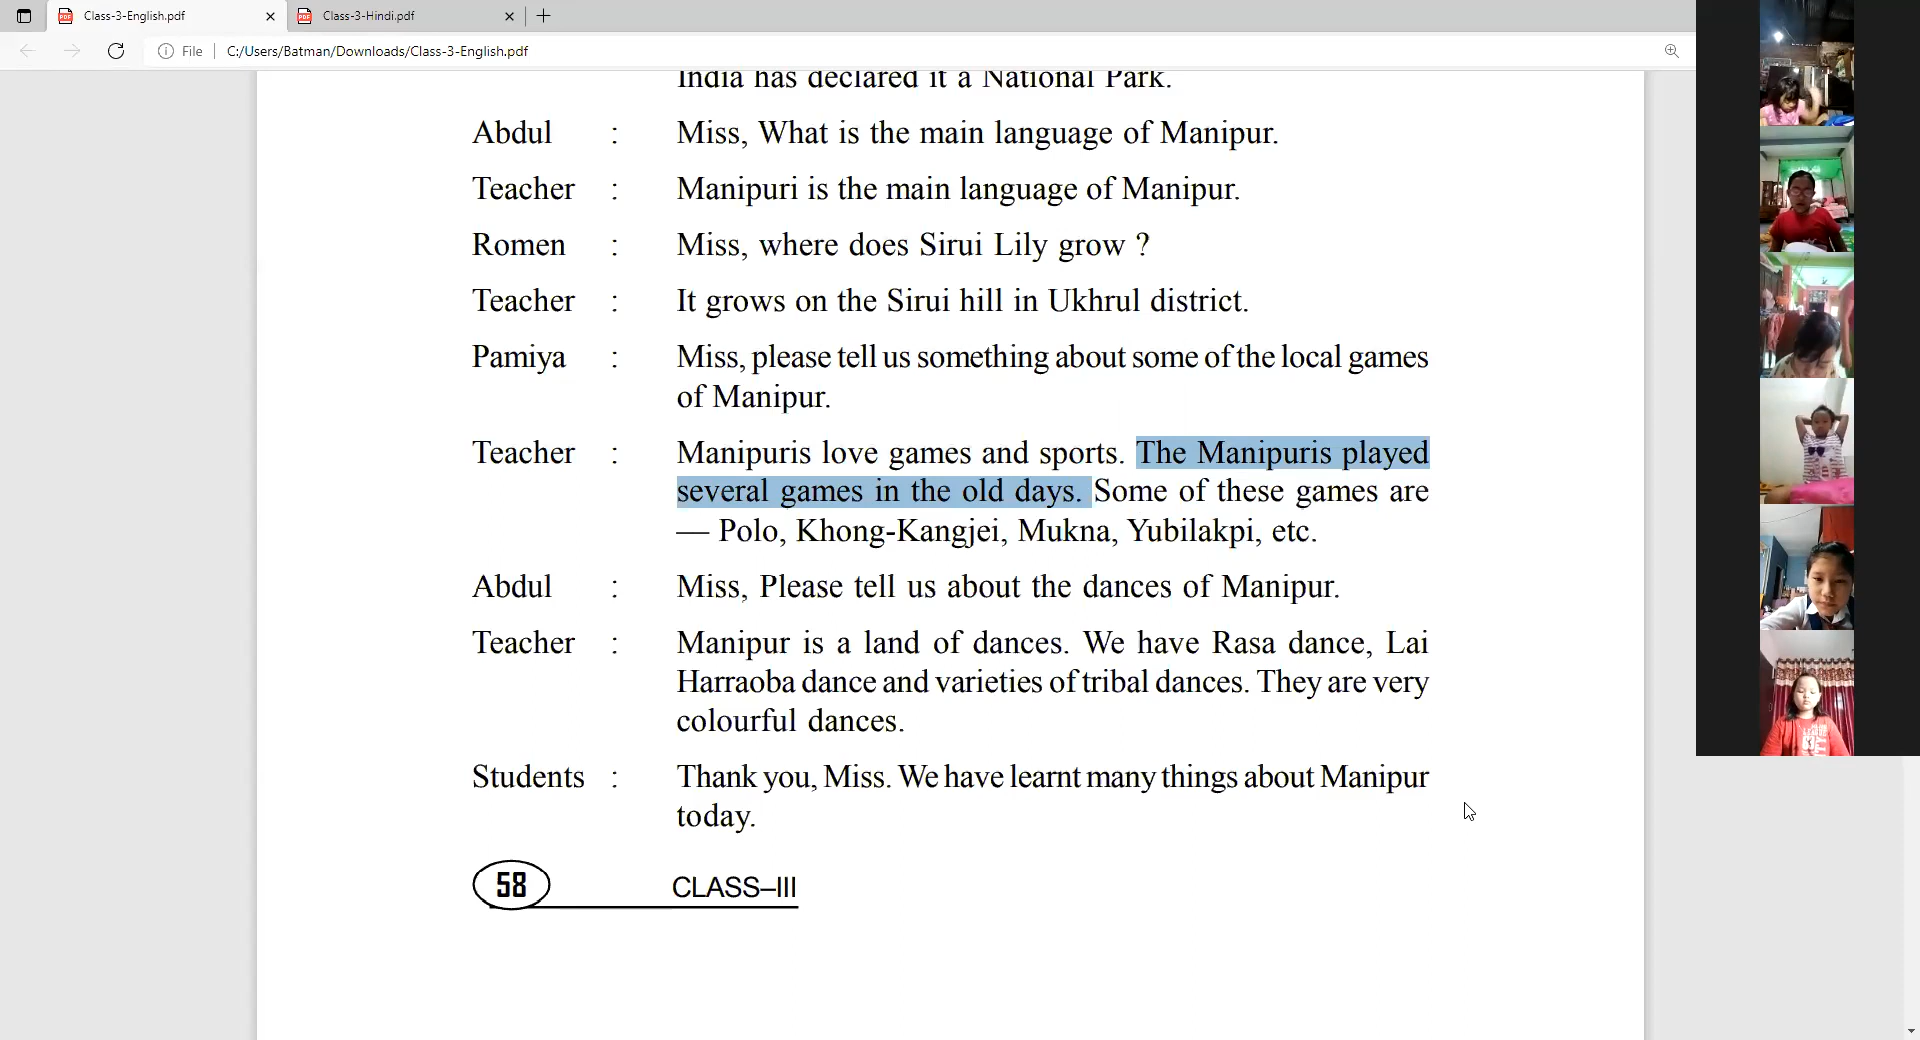 Class-3-English.pdf
Class-3-Hindi.pdf
File C:/Users/Batman/Downloads/Class-3-English.pdf
India has declared it a National Park.
Abdul : Miss, What is the main language of Manipur.
Teacher : Manipuri is the main language of Manipur.
Romen : Miss, where does Sirui Lily grow ?
Teacher : It grows on the Sirui hill in Ukhrul district.
Pamiya : Miss, please tell us something about some of the local games
of Manipur.
Teacher : Manipuris love games and sports. The Manipuris played
several games in the old days. Some of these games are
— Polo, Khong-Kangjei, Mukna, Yubilakpi, etc.
Abdul : Miss, Please tell us about the dances of Manipur.
Teacher : Manipur is a land of dances. We have Rasa dance, Lai
Harraoba dance and varieties of tribal dances. They are very
colourful dances.
Students : Thank you, Miss. We have learnt many things about Manipur
today.
58 CLASS–III